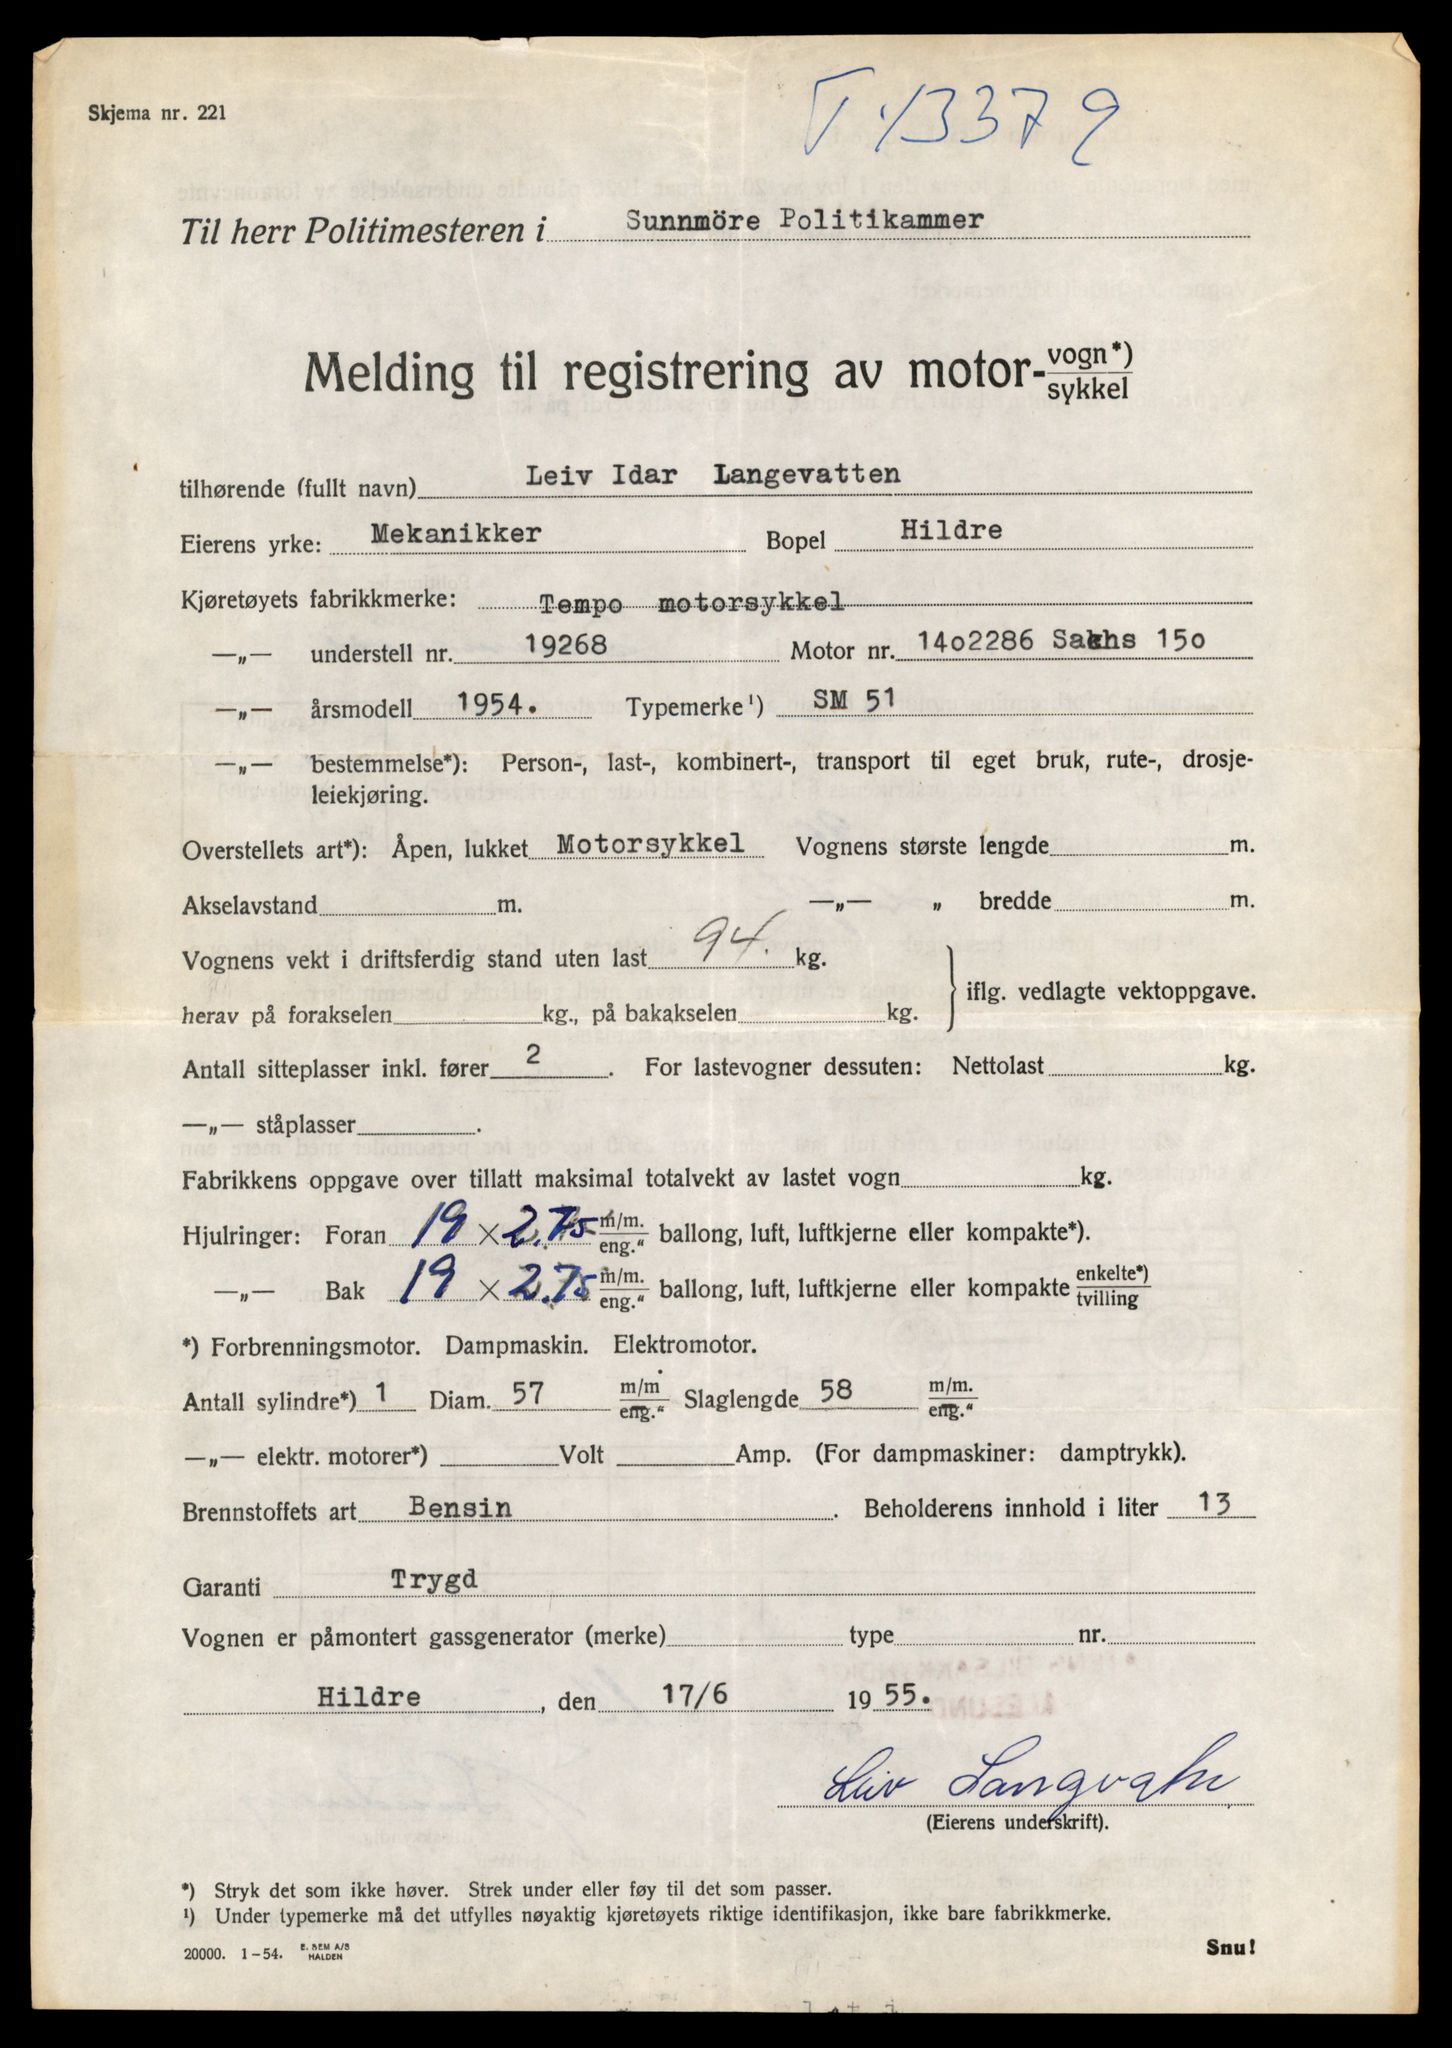 Skjema nr. 221
T 13379
Til herr Politimesteren i Sunnmöre Politikammer
Melding til registrering av motor-vogn*)
sykkel
tilhørende (fullt navn) Leiv Idar Langevatten
Eierens yrke: Mekanikker Bopel Hildre
Kjøretøyets fabrikkmerke: Tempo motorsykkel
—„— understell nr. 19268 Motor nr. 14o2286 Sachs 15o
—„— årsmodell 1954. Typemerke¹) SM 51
—„— bestemmelse*): Person-, last-, kombinert-, transport til eget bruk, rute-, drosje-
leiekjøring.
Overstellets art*): Åpen, lukket Motorsykkel Vognens største lengde m.
Akselavstand m. —„— „ bredde m.
Vognens vekt i driftsferdig stand uten last 94. kg.
iflg. vedlagte vektoppgave.
herav på forakselen kg., på bakakselen kg.
Antall sitteplasser inkl. fører 2 . For lastevogner dessuten: Nettolast kg.
—„— ståplasser .
Fabrikkens oppgave over tillatt maksimal totalvekt av lastet vogn kg.
Hjulringer: Foran 19 × 2.75 m/m. eng.“ ballong, luft, luftkjerne eller kompakte*).
—„— Bak 19 × 2.75 m/m. eng.“ ballong, luft, luftkjerne eller kompakte enkelte*) tvilling
*) Forbrenningsmotor. Dampmaskin. Elektromotor.
Antall sylindre*) 1 Diam. 57 m/m eng.“ Slaglengde 58 m/m. eng.“
—„— elektr. motorer*) Volt Amp. (For dampmaskiner: damptrykk).
Brennstoffets art Bensin . Beholderens innhold i liter 13
Garanti Trygd
Vognen er påmontert gassgenerator (merke) type nr.
Hildre , den 17/6 1955.
Leiv Langvatn
(Eierens underskrift).
*) Stryk det som ikke høver. Strek under eller føy til det som passer.
¹) Under typemerke må det utfylles nøyaktig kjøretøyets riktige identifikasjon, ikke bare fabrikkmerke.
20000. 1–54. E. SEM A/S HALDEN Snu!